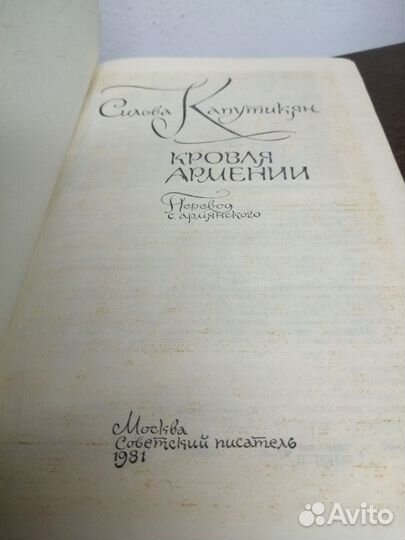 Сильва Капутикян
КРОВЛЯ
АРМЕНИИ
Перевод
с армянского
Москва
Советский писатель
1981
Avito